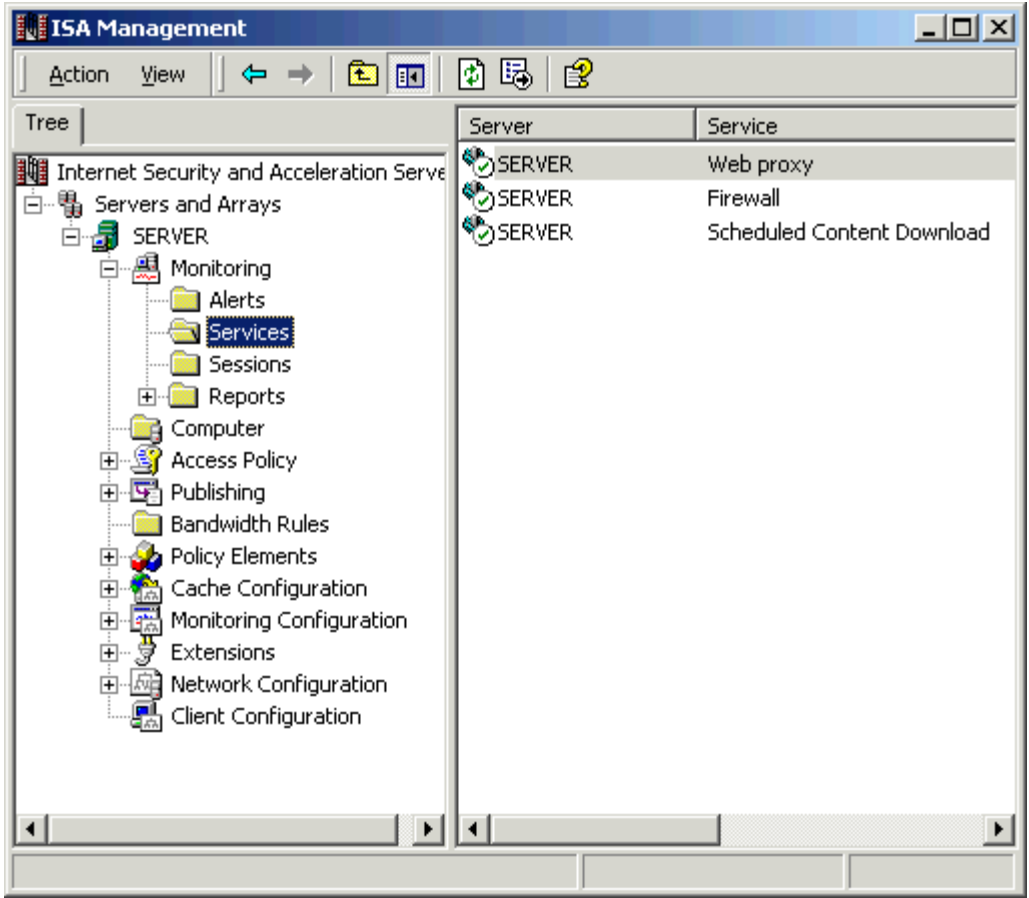 ISA Management
Action View
Tree
Server Service
Internet Security and Acceleration Serve
Servers and Arrays
SERVER
Monitoring
Alerts
Services
Sessions
Reports
Computer
Access Policy
Publishing
Bandwidth Rules
Policy Elements
Cache Configuration
Monitoring Configuration
Extensions
Network Configuration
Client Configuration
SERVER Web proxy
SERVER Firewall
SERVER Scheduled Content Download